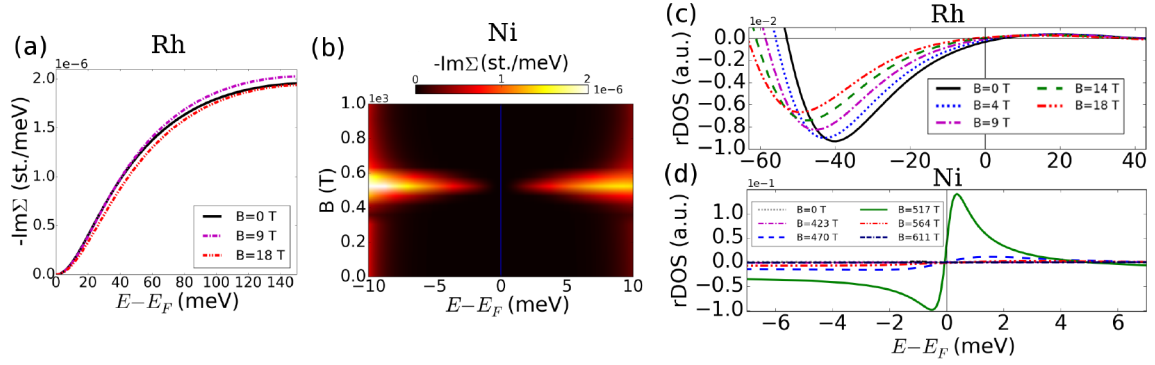 (a)
Rh
1e−6
2.0
1.5
1.0
0.5
0.0
-ImΣ (st./meV)
0 20 40 60 80 100 120 140
E−E_F (meV)
B=0 T
B=9 T
B=18 T
(b)
Ni
-ImΣ(st./meV)
0 1 2
1e−6
1e3
1.0
0.8
0.6
0.4
0.2
0.0
B (T)
−10 −5 0 5 10
E−E_F (meV)
(c)
Rh
1e−2
0.0
−0.2
−0.4
−0.6
−0.8
−1.0
rDOS (a.u.)
−60 −40 −20 0 20 40
B=0 T
B=4 T
B=9 T
B=14 T
B=18 T
(d)
Ni
1e−1
1.0
0.5
0.0
−0.5
−1.0
rDOS (a.u.)
−6 −4 −2 0 2 4 6
E−E_F (meV)
B=0 T
B=423 T
B=470 T
B=517 T
B=564 T
B=611 T